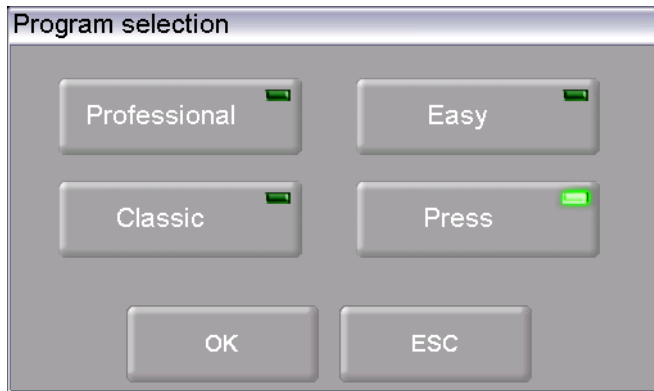 Program selection
Professional
Easy
Classic
Press
OK
ESC